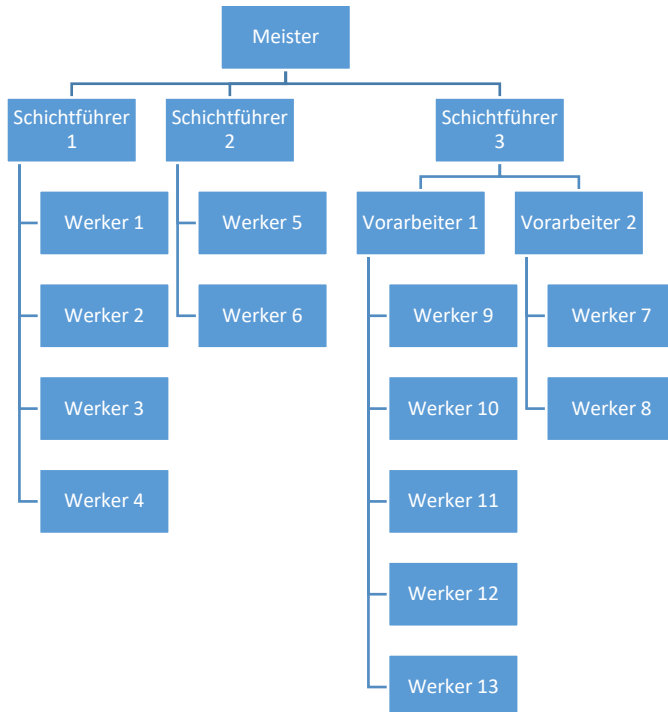 Meister
Schichtführer
1
Schichtführer
2
Schichtführer
3
Werker 1
Werker 5
Vorarbeiter 1
Vorarbeiter 2
Werker 2
Werker 6
Werker 9
Werker 7
Werker 3
Werker 10
Werker 8
Werker 4
Werker 11
Werker 12
Werker 13